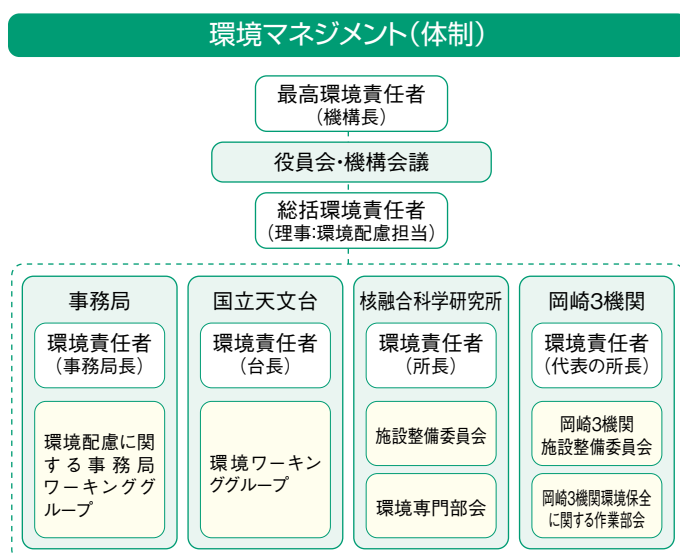 環境マネジメント(体制)
最高環境責任者
(機構長)
役員会・機構会議
総括環境責任者
(理事:環境配慮担当)
事務局
環境責任者
(事務局長)
環境配慮に関
する事務局
ワーキンググ
ループ
国立天文台
環境責任者
(台長)
環境ワーキン
ググループ
核融合科学研究所
環境責任者
(所長)
施設整備委員会
環境専門部会
岡崎3機関
環境責任者
(代表の所長)
岡崎3機関
施設整備委員会
岡崎3機関環境保全
に関する作業部会